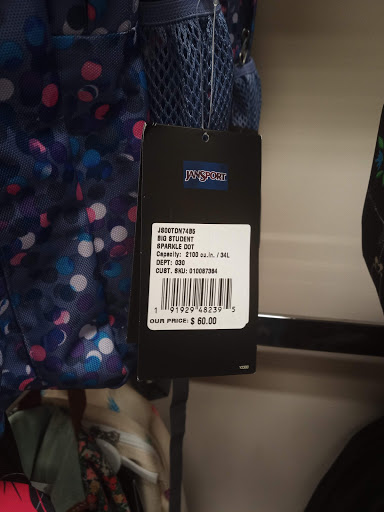 JANSPORT
JS00TDN74B5
BIG STUDENT
SPARKLE DOT
Capacity: 2100 cu.in. / 34L
DEPT: 030
CUST. SKU: 010087364
1 91929 48239 5
OUR PRICE: $ 60.00